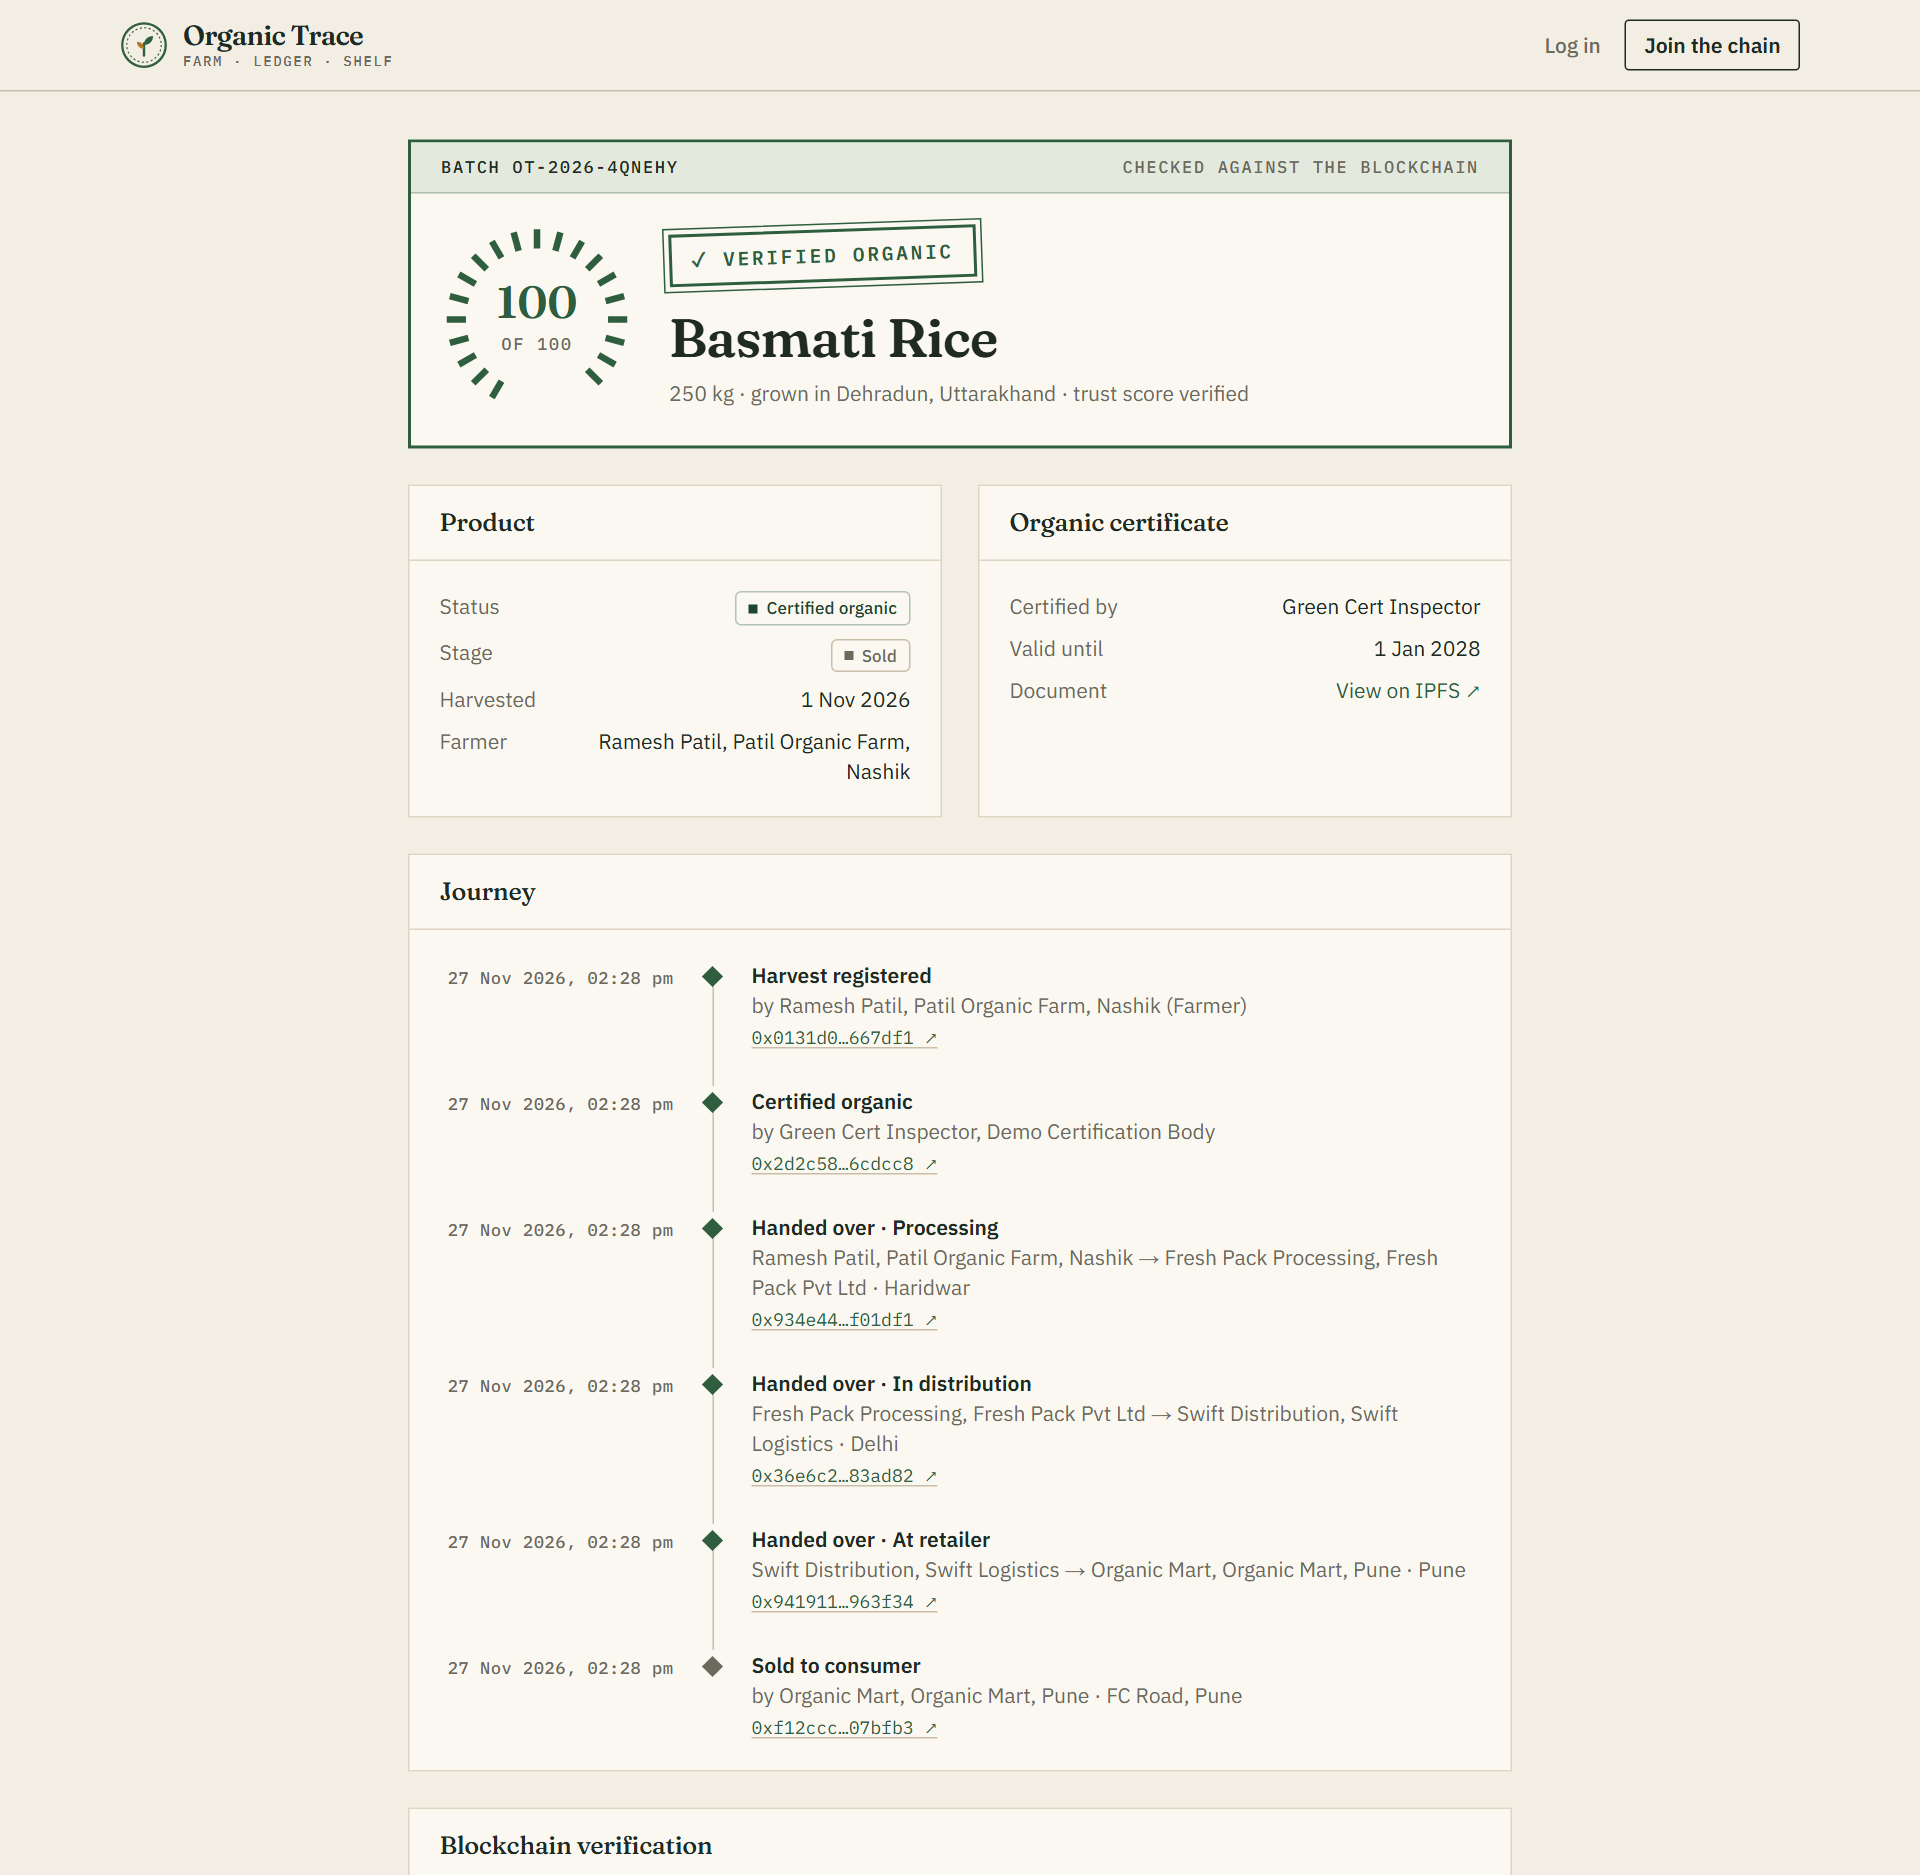 Organic Trace
FARM · LEDGER · SHELF
Log in
Join the chain
BATCH OT-2026-4QNEHY
CHECKED AGAINST THE BLOCKCHAIN
100
OF 100
✓ VERIFIED ORGANIC
Basmati Rice
250 kg · grown in Dehradun, Uttarakhand · trust score verified
Product
Status
Certified organic
Stage
Sold
Harvested
1 Nov 2026
Farmer
Ramesh Patil, Patil Organic Farm,
Nashik
Organic certificate
Certified by
Green Cert Inspector
Valid until
1 Jan 2028
Document
View on IPFS ↗
Journey
27 Nov 2026, 02:28 pm
Harvest registered
by Ramesh Patil, Patil Organic Farm, Nashik (Farmer)
0x0131d0…667df1 ↗
27 Nov 2026, 02:28 pm
Certified organic
by Green Cert Inspector, Demo Certification Body
0x2d2c58…6cdcc8 ↗
27 Nov 2026, 02:28 pm
Handed over · Processing
Ramesh Patil, Patil Organic Farm, Nashik → Fresh Pack Processing, Fresh
Pack Pvt Ltd · Haridwar
0x934e44…f01df1 ↗
27 Nov 2026, 02:28 pm
Handed over · In distribution
Fresh Pack Processing, Fresh Pack Pvt Ltd → Swift Distribution, Swift
Logistics · Delhi
0x36e6c2…83ad82 ↗
27 Nov 2026, 02:28 pm
Handed over · At retailer
Swift Distribution, Swift Logistics → Organic Mart, Organic Mart, Pune · Pune
0x941911…963f34 ↗
27 Nov 2026, 02:28 pm
Sold to consumer
by Organic Mart, Organic Mart, Pune · FC Road, Pune
0xf12ccc…07bfb3 ↗
Blockchain verification